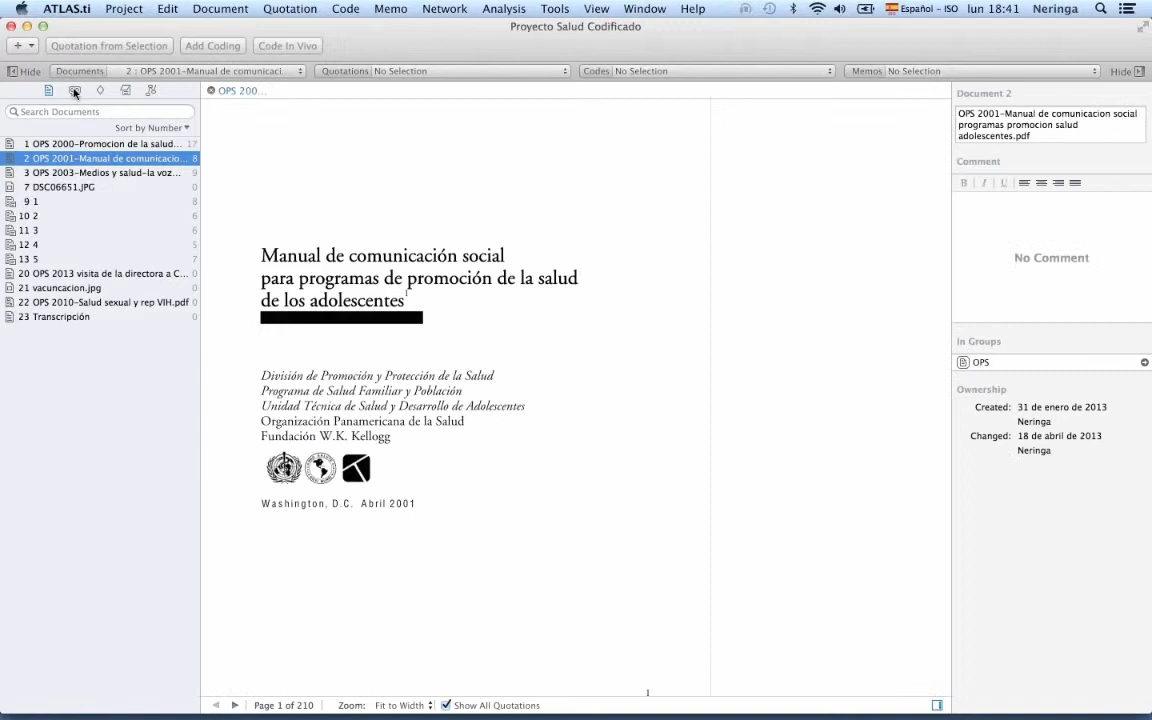 ATLAS.ti Project Edit Document Quotation Code Memo Network Analysis Tools View Window Help Español – ISO lun 18:41 Neringa
Proyecto Salud Codificado
+ Quotation from Selection Add Coding Code In Vivo
Hide Documents 2 : OPS 2001-Manual de comunicaci... Quotations No Selection Codes No Selection Memos No Selection Hide
OPS 200...
Search Documents
Sort by Number
1 OPS 2000-Promocion de la salud... 17
2 OPS 2001-Manual de comunicacio... 8
3 OPS 2003-Medios y salud-la voz... 9
7 DSC06651.JPG 0
9 1 8
10 2 6
11 3 6
12 4 5
13 5 7
20 OPS 2013 visita de la directora a C... 0
21 vacuncacion.jpg 0
22 OPS 2010-Salud sexual y rep VIH.pdf 0
23 Transcripción 0
Manual de comunicación social
para programas de promoción de la salud
de los adolescentes
División de Promoción y Protección de la Salud
Programa de Salud Familiar y Población
Unidad Técnica de Salud y Desarrollo de Adolescentes
Organización Panamericana de la Salud
Fundación W.K. Kellogg
Washington, D.C. Abril 2001
Page 1 of 210 Zoom: Fit to Width Show All Quotations
Document 2
OPS 2001-Manual de comunicacion social
programas promocion salud
adolescentes.pdf
Comment
B / I / U
No Comment
In Groups
OPS
Ownership
Created: 31 de enero de 2013
Neringa
Changed: 18 de abril de 2013
Neringa